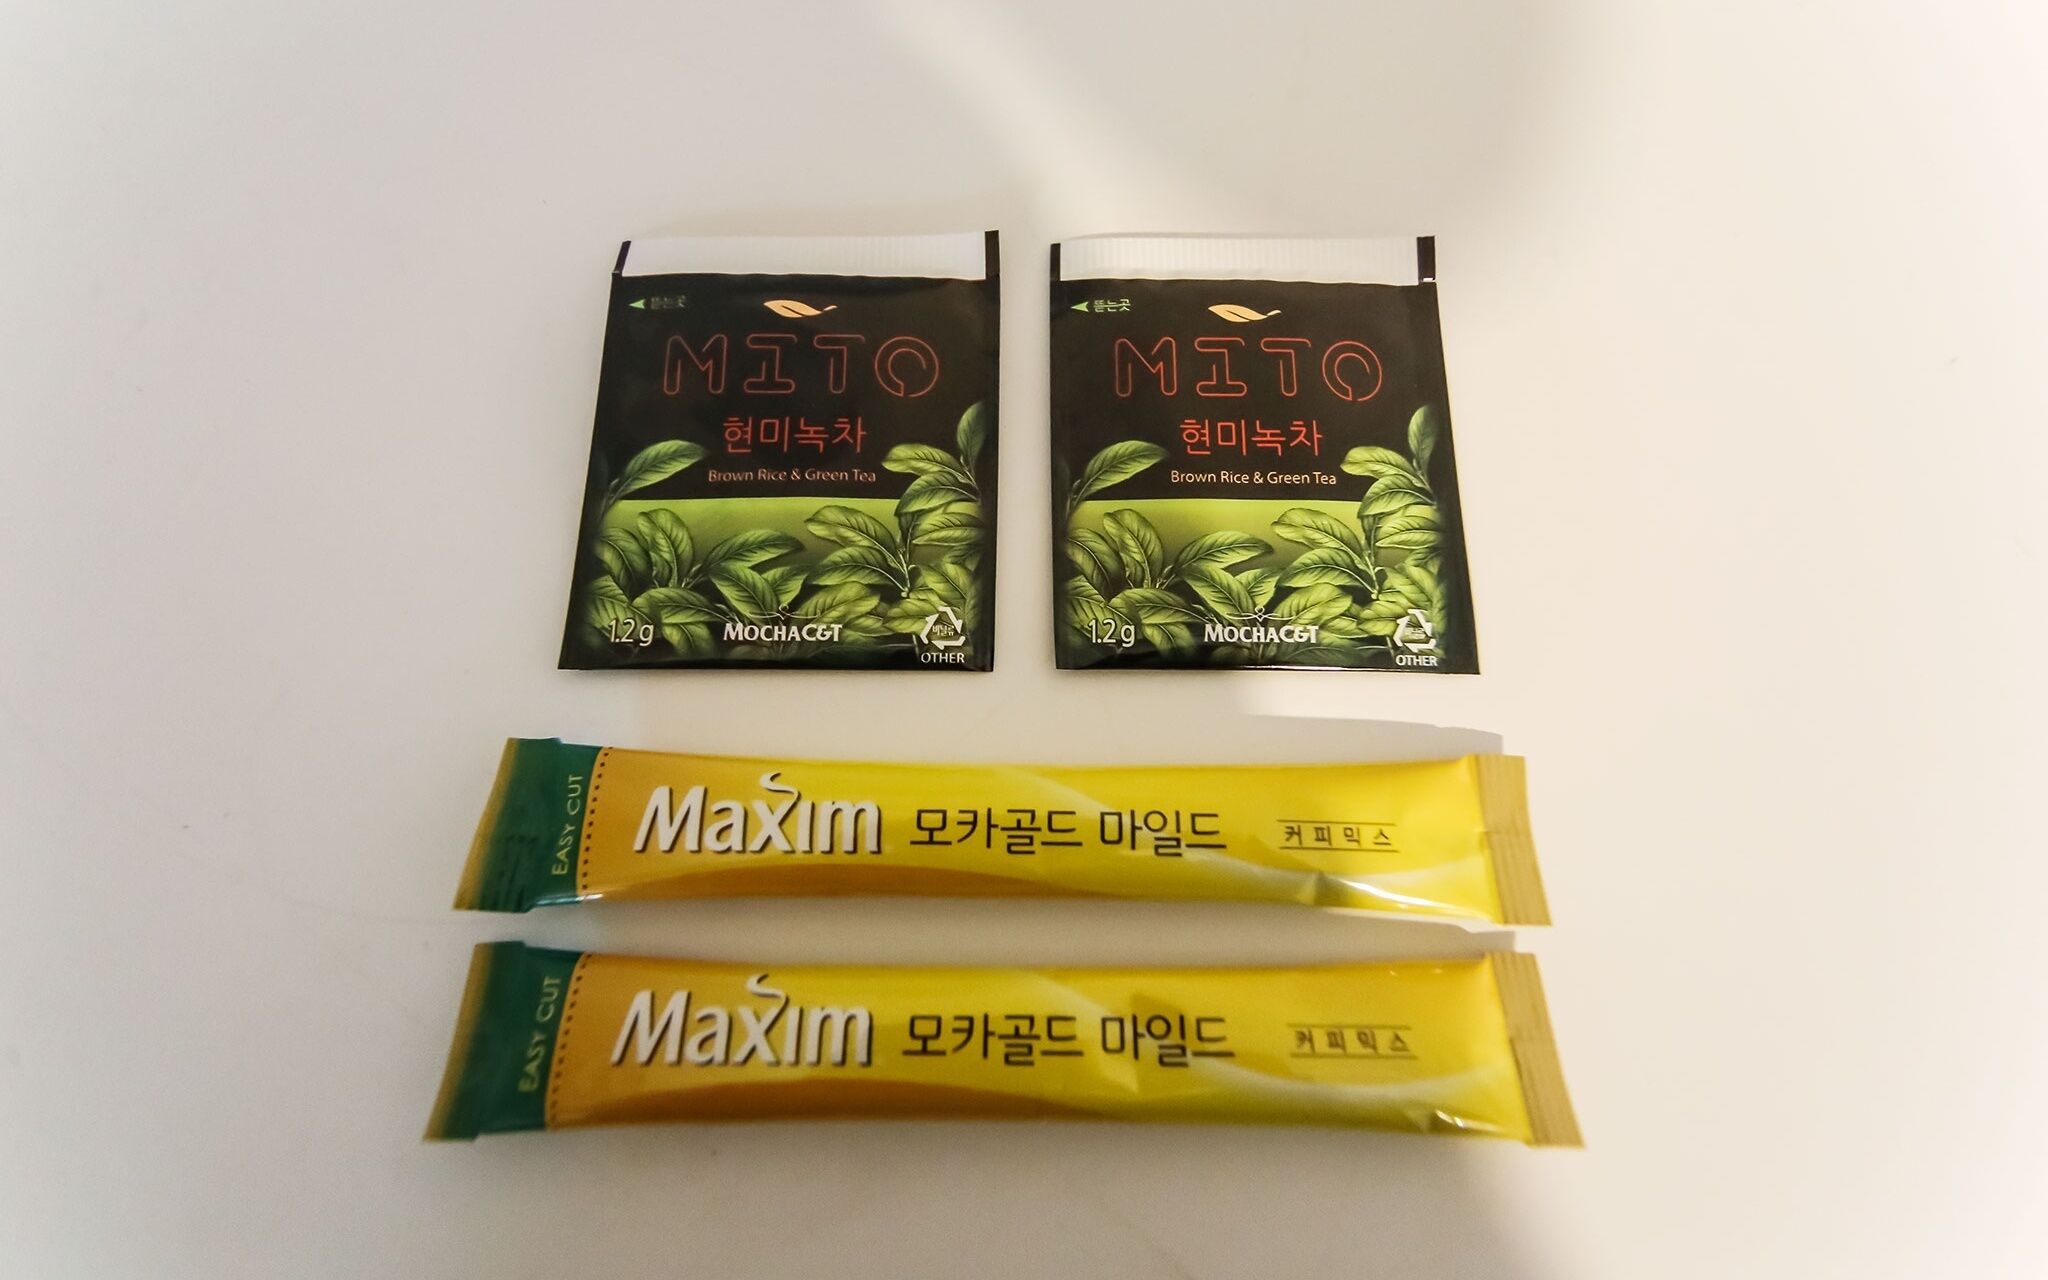 뜯는곳
MITO
현미녹차
Brown Rice & Green Tea
1.2g
MOCHAC&T
비닐류
OTHER
뜯는곳
MITO
현미녹차
Brown Rice & Green Tea
1.2g
MOCHAC&T
OTHER
EASY CUT
Maxim 모카골드 마일드 커피믹스
EASY CUT
Maxim 모카골드 마일드 커피믹스